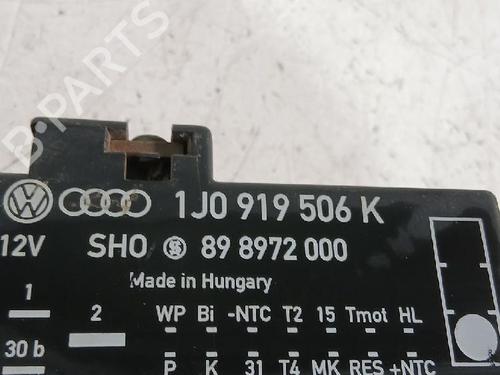 B-PARTS
1J0 919 506 K
12V SHO 89 8972 000
Made in Hungary
1 2 WP Bi -NTC T2 15 Tmot HL
30 b P K 31 T4 MK RES +NTC